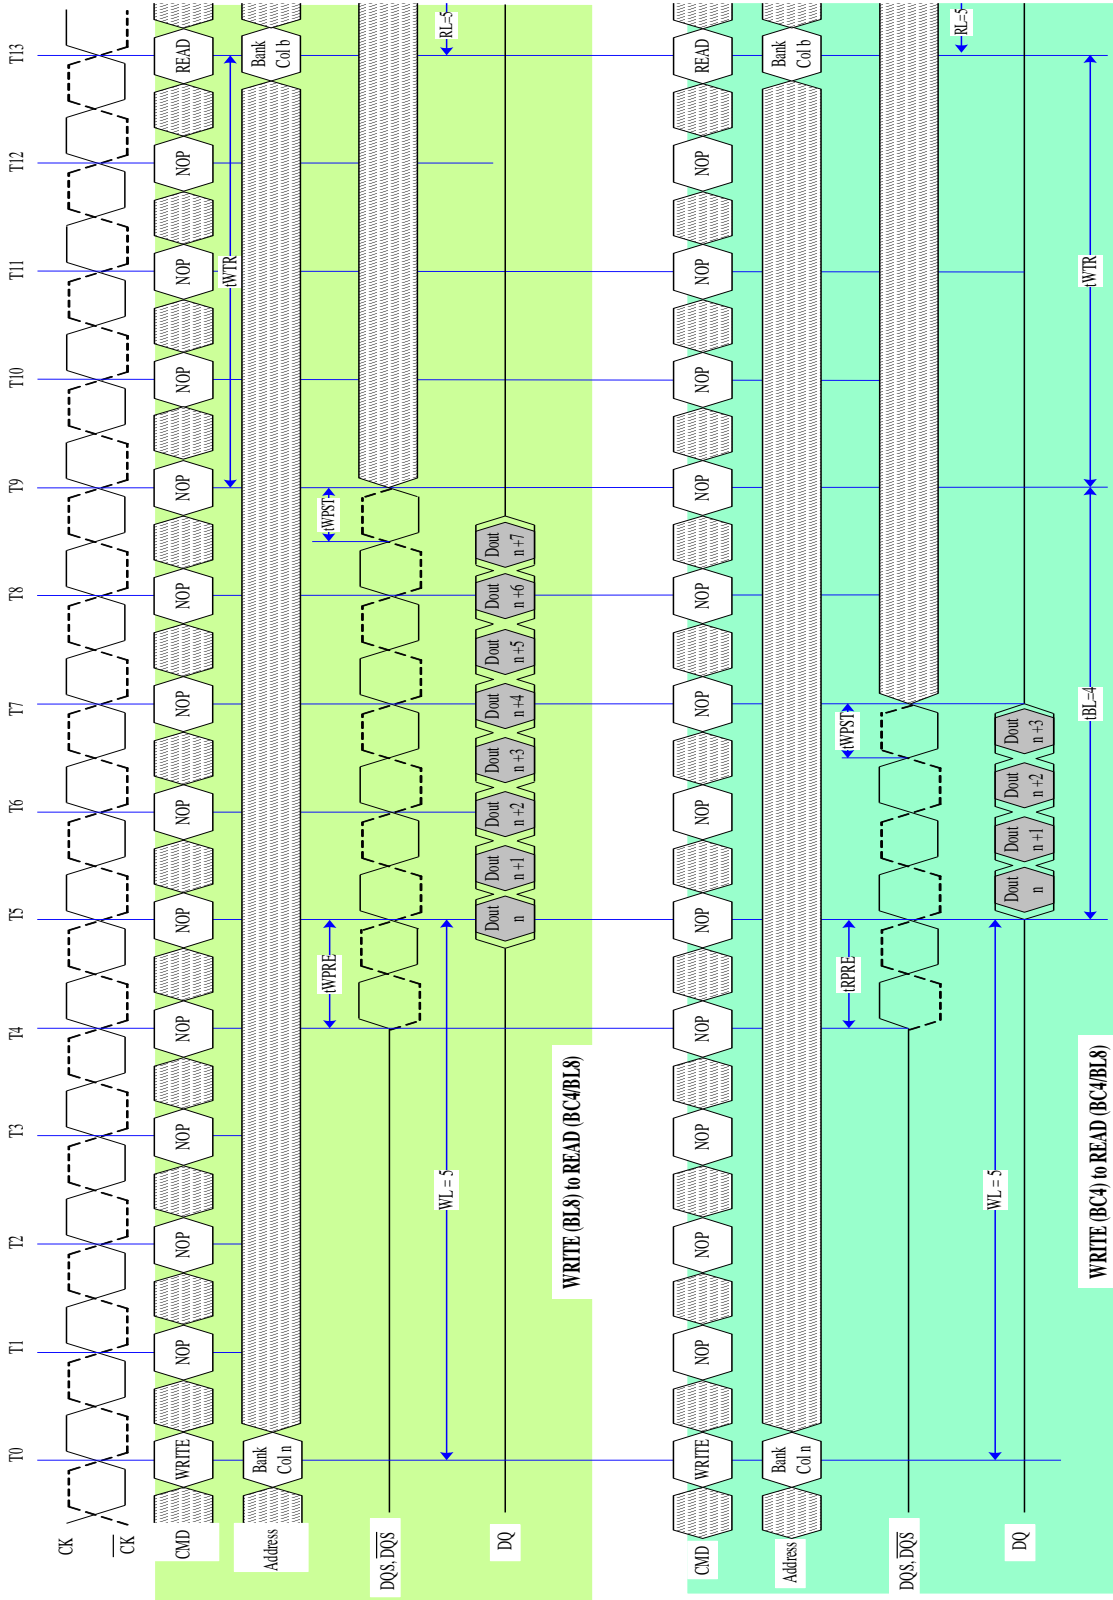 T0 T1 T2 T3 T4 T5 T6 T7 T8 T9 T10 T11 T12 T13
CK
CK
CMD WRITE NOP NOP NOP NOP NOP NOP NOP NOP NOP NOP NOP NOP READ
tWTR
Address
Bank
Col n
Bank
Col b
tWPRE
tWPST
DQS, DQS
WL = 5
RL=5
DQ
Dout
n
Dout
n +1
Dout
n +2
Dout
n +3
Dout
n +4
Dout
n +5
Dout
n +6
Dout
n +7
WRITE (BL8) to READ (BC4/BL8)
CMD WRITE NOP NOP NOP NOP NOP NOP NOP NOP NOP NOP NOP NOP READ
Address
Bank
Col n
Bank
Col b
tRPRE
tWPST
DQS, DQS
WL = 5
RL=5
DQ
Dout
n
Dout
n +1
Dout
n +2
Dout
n +3
tBL=4
tWTR
WRITE (BC4) to READ (BC4/BL8)